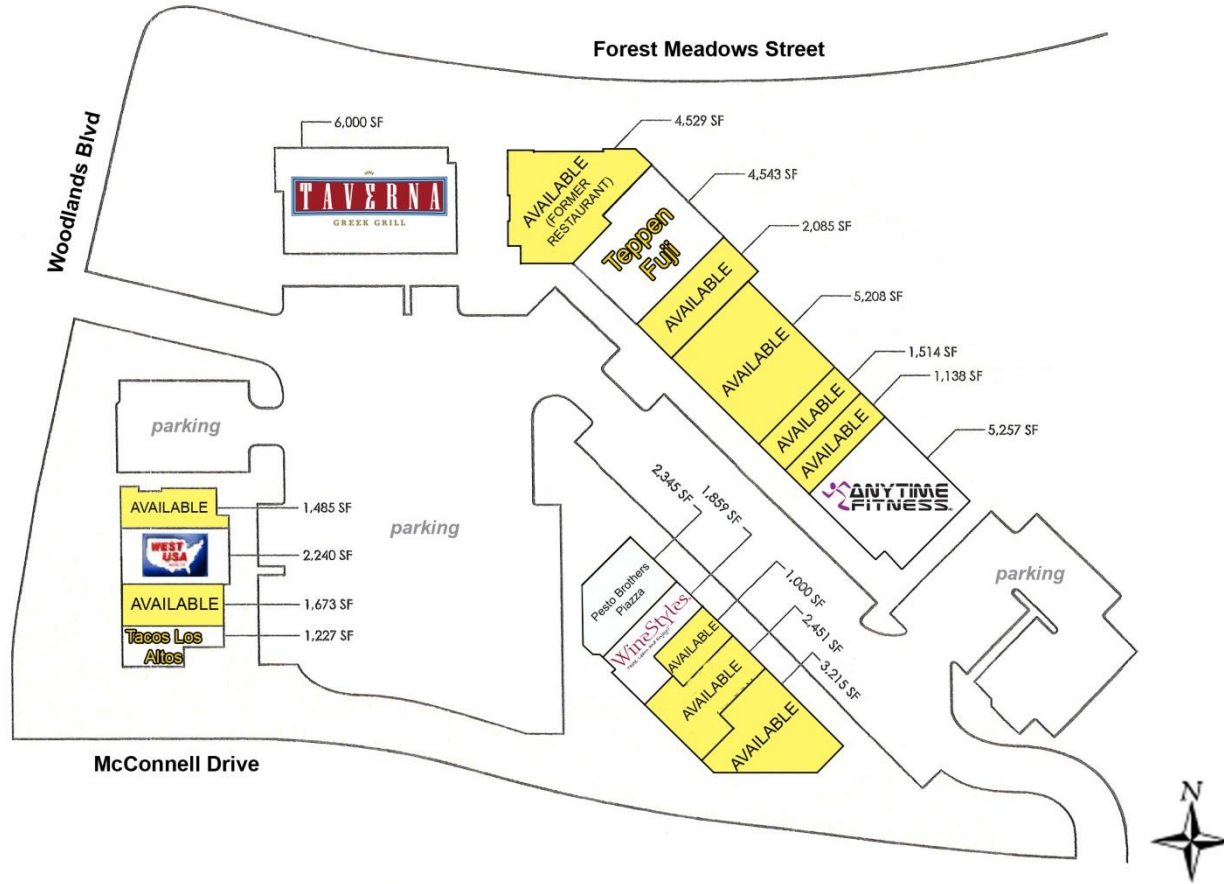 Forest Meadows Street
Woodlands Blvd
6,000 SF
TAVERNA
GREEK GRILL
4,529 SF
AVAILABLE
(FORMER
RESTAURANT)
4,543 SF
Teppen
Fuji
2,085 SF
AVAILABLE
5,208 SF
AVAILABLE
1,514 SF
AVAILABLE
1,138 SF
AVAILABLE
5,257 SF
ANYTIME
FITNESS
parking
parking
parking
AVAILABLE
1,485 SF
WEST
USA
2,240 SF
AVAILABLE
1,673 SF
Tacos Los
Altos
1,227 SF
2,345 SF
Pesto Brothers
Piazza
1,859 SF
WineStyles
1,000 SF
AVAILABLE
2,451 SF
AVAILABLE
3,215 SF
AVAILABLE
McConnell Drive
N